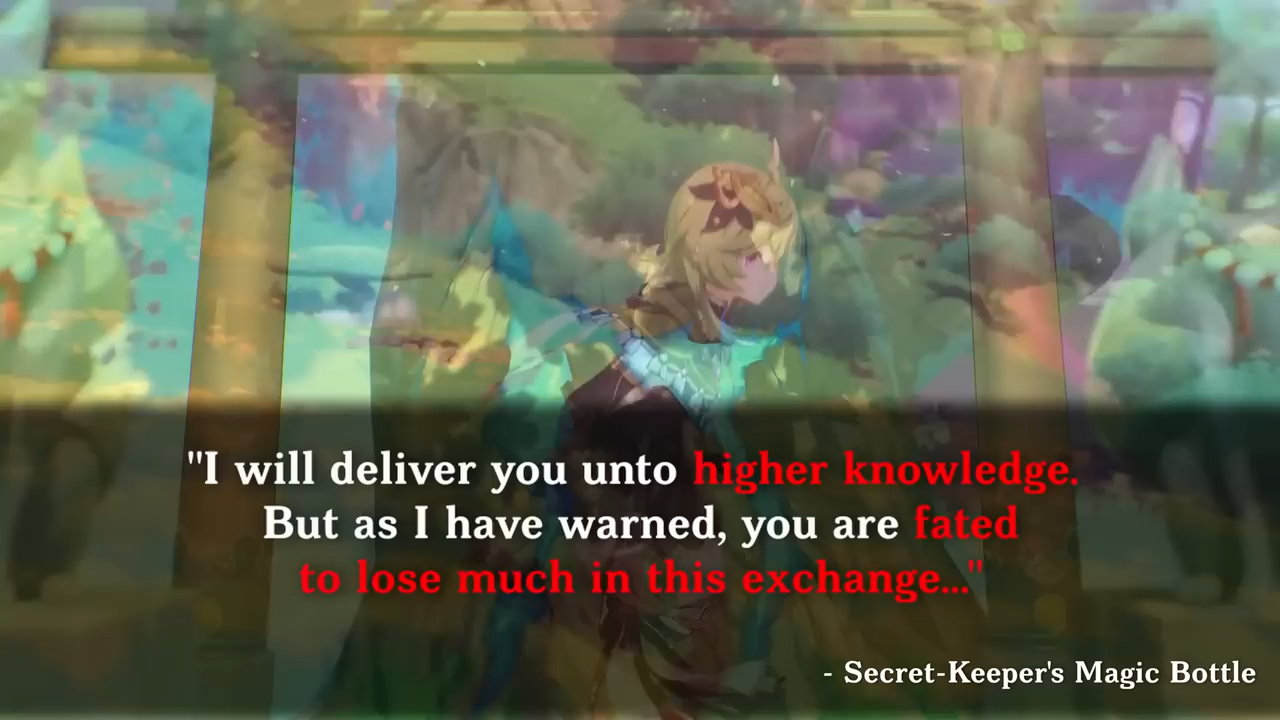 "I will deliver you unto higher knowledge.
But as I have warned, you are fated
to lose much in this exchange..."
- Secret-Keeper's Magic Bottle